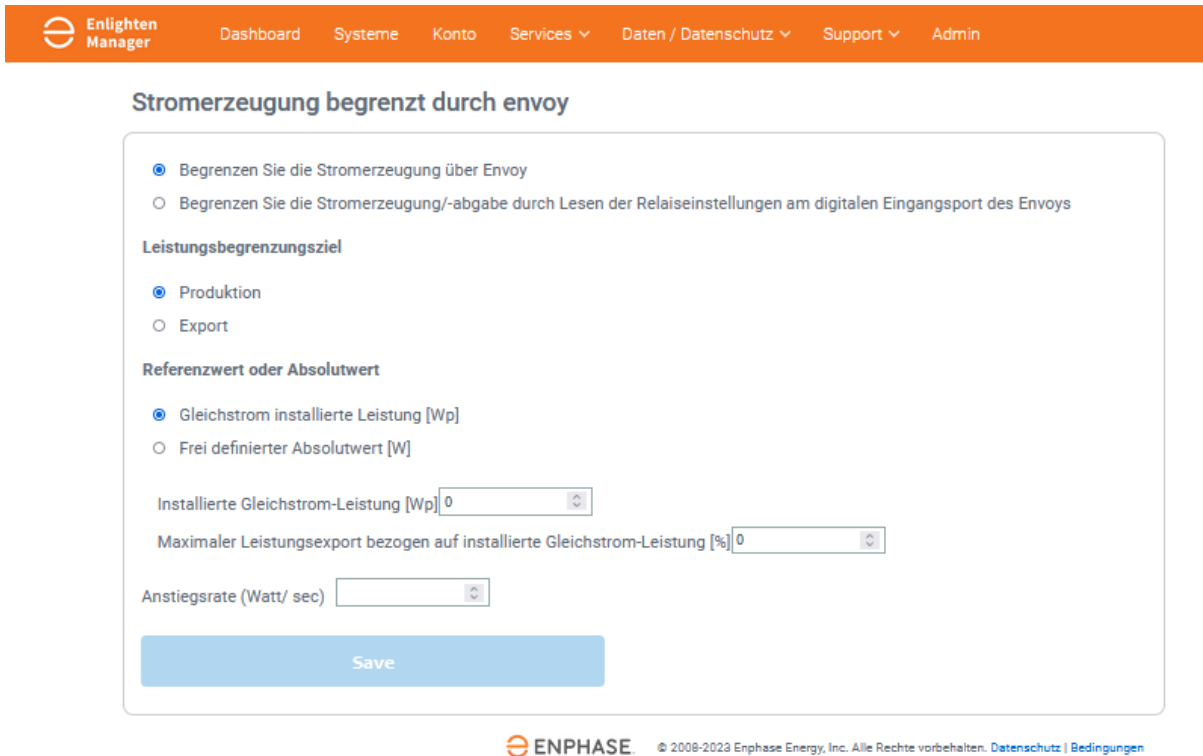 Enlighten Manager Dashboard Systeme Konto Services Daten / Datenschutz Support Admin
Stromerzeugung begrenzt durch envoy
Begrenzen Sie die Stromerzeugung über Envoy
Begrenzen Sie die Stromerzeugung/-abgabe durch Lesen der Relaiseinstellungen am digitalen Eingangsport des Envoys
Leistungsbegrenzungsziel
Produktion
Export
Referenzwert oder Absolutwert
Gleichstrom installierte Leistung [Wp]
Frei definierter Absolutwert [W]
Installierte Gleichstrom-Leistung [Wp] 0
Maximaler Leistungsexport bezogen auf installierte Gleichstrom-Leistung [%] 0
Anstiegsrate (Watt/ sec)
Save
ENPHASE. © 2008-2023 Enphase Energy, Inc. Alle Rechte vorbehalten. Datenschutz | Bedingungen